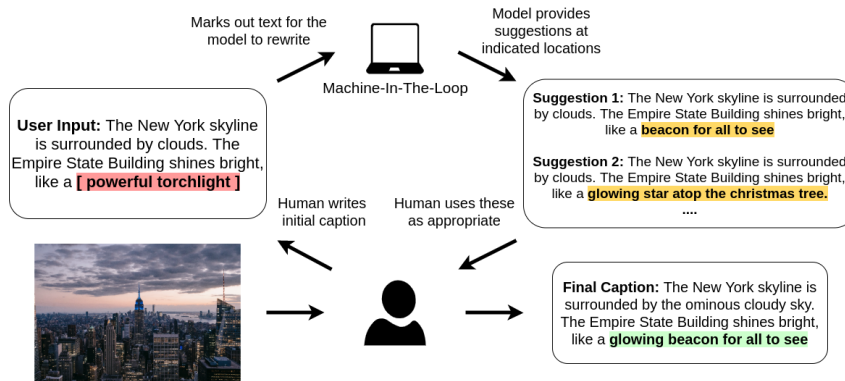 Marks out text for the
model to rewrite
Model provides
suggestions at
indicated locations
Machine-In-The-Loop
User Input: The New York skyline
is surrounded by clouds. The
Empire State Building shines bright,
like a [ powerful torchlight ]
Suggestion 1: The New York skyline is surrounded
by clouds. The Empire State Building shines bright,
like a beacon for all to see
Suggestion 2: The New York skyline is surrounded
by clouds. The Empire State Building shines bright,
like a glowing star atop the christmas tree.
....
Human writes
initial caption
Human uses these
as appropriate
Final Caption: The New York skyline is
surrounded by the ominous cloudy sky.
The Empire State Building shines bright,
like a glowing beacon for all to see